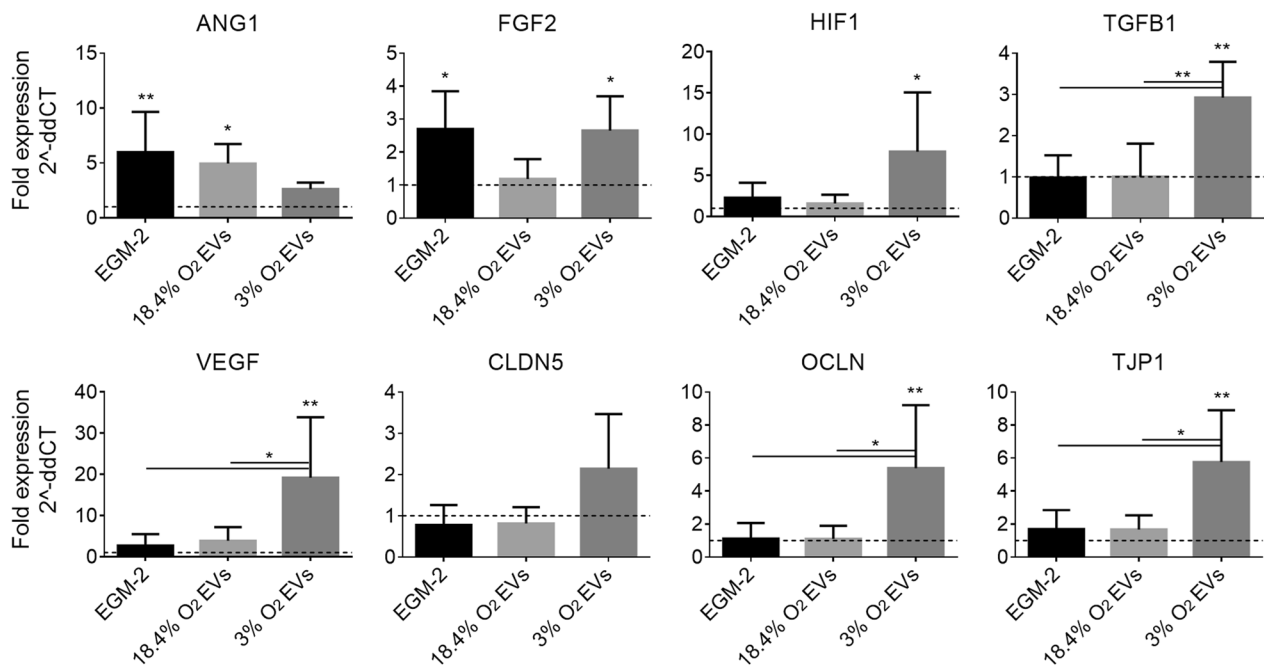 ANG1
Fold expression
2^-ddCT
15
10
5
0
**
*
EGM-2
18.4% O₂ EVs
3% O₂ EVs
FGF2
5
4
3
2
1
0
*
*
EGM-2
18.4% O₂ EVs
3% O₂ EVs
HIF1
20
15
10
5
0
*
EGM-2
18.4% O₂ EVs
3% O₂ EVs
TGFB1
4
3
2
1
0
**
**
EGM-2
18.4% O₂ EVs
3% O₂ EVs
VEGF
Fold expression
2^-ddCT
40
30
20
10
0
**
*
EGM-2
18.4% O₂ EVs
3% O₂ EVs
CLDN5
4
3
2
1
0
EGM-2
18.4% O₂ EVs
3% O₂ EVs
OCLN
10
8
6
4
2
0
**
*
EGM-2
18.4% O₂ EVs
3% O₂ EVs
TJP1
10
8
6
4
2
0
**
*
EGM-2
18.4% O₂ EVs
3% O₂ EVs